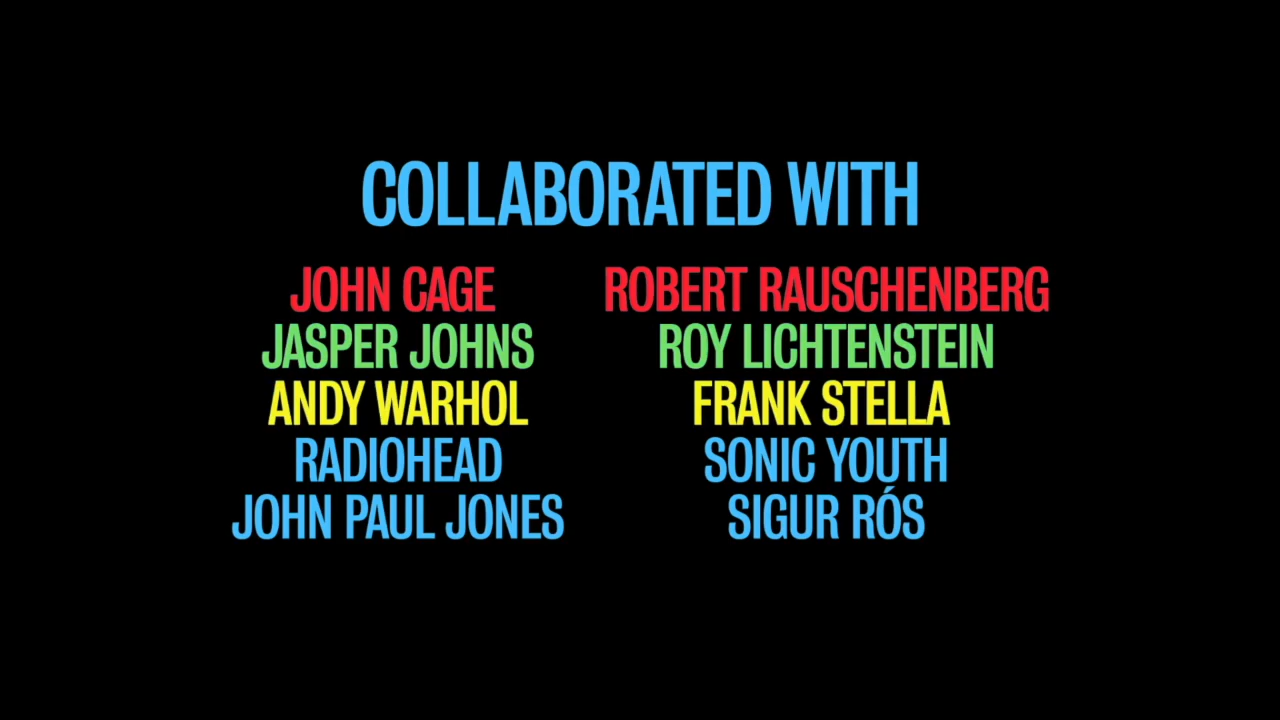 COLLABORATED WITH
JOHN CAGE
JASPER JOHNS
ANDY WARHOL
RADIOHEAD
JOHN PAUL JONES
ROBERT RAUSCHENBERG
ROY LICHTENSTEIN
FRANK STELLA
SONIC YOUTH
SIGUR RÓS